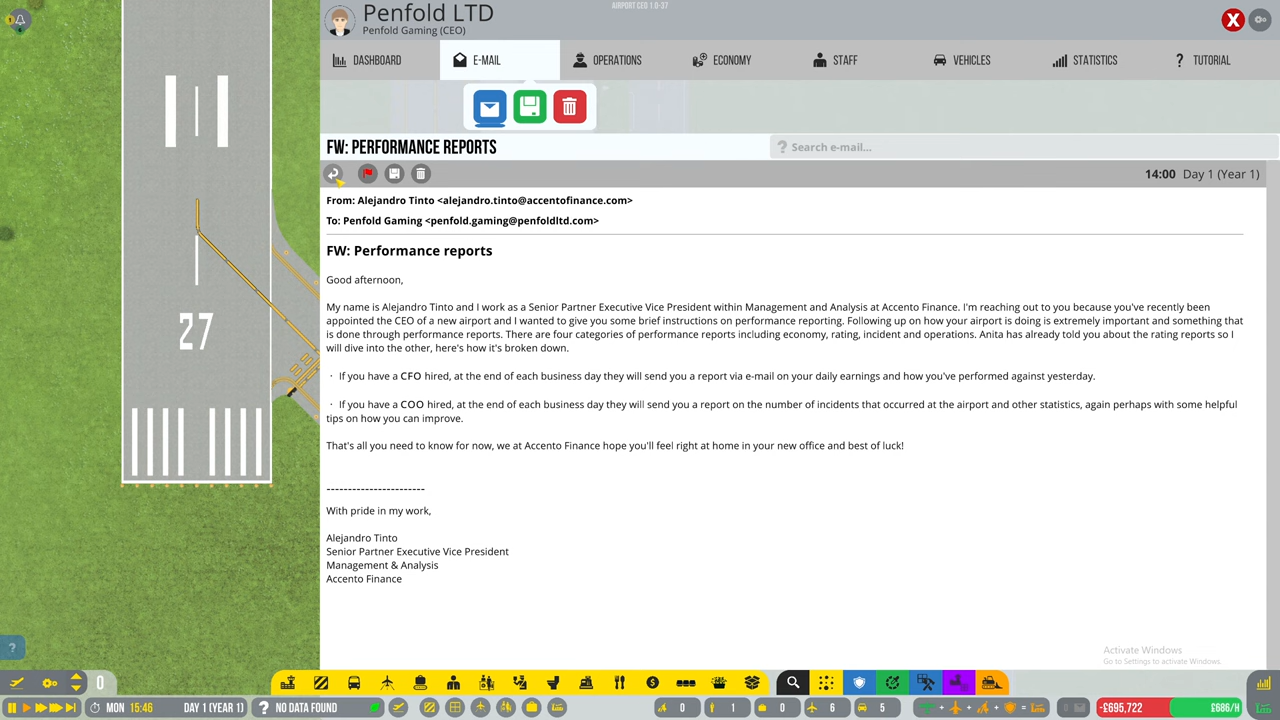 AIRPORT CEO 1.0-37
Penfold LTD
Penfold Gaming (CEO)
DASHBOARD
E-MAIL
OPERATIONS
ECONOMY
STAFF
VEHICLES
STATISTICS
? TUTORIAL
FW: PERFORMANCE REPORTS
? Search e-mail...
14:00 Day 1 (Year 1)
From: Alejandro Tinto <alejandro.tinto@accentofinance.com>
To: Penfold Gaming <penfold.gaming@penfoldltd.com>
FW: Performance reports
Good afternoon,
My name is Alejandro Tinto and I work as a Senior Partner Executive Vice President within Management and Analysis at Accento Finance. I'm reaching out to you because you've recently been
appointed the CEO of a new airport and I wanted to give you some brief instructions on performance reporting. Following up on how your airport is doing is extremely important and something that
is done through performance reports. There are four categories of performance reports including economy, rating, incident and operations. Anita has already told you about the rating reports so I
will dive into the other, here's how it's broken down.
· If you have a CFO hired, at the end of each business day they will send you a report via e-mail on your daily earnings and how you've performed against yesterday.
· If you have a COO hired, at the end of each business day they will send you a report on the number of incidents that occurred at the airport and other statistics, again perhaps with some helpful
tips on how you can improve.
That's all you need to know for now, we at Accento Finance hope you'll feel right at home in your new office and best of luck!
-----------------------
With pride in my work,
Alejandro Tinto
Senior Partner Executive Vice President
Management & Analysis
Accento Finance
27
Activate Windows
Go to Settings to activate Windows.
?
0
MON 15:46
DAY 1 (YEAR 1)
? NO DATA FOUND
0
1
0
6
5
0
-£695,722
£686/H